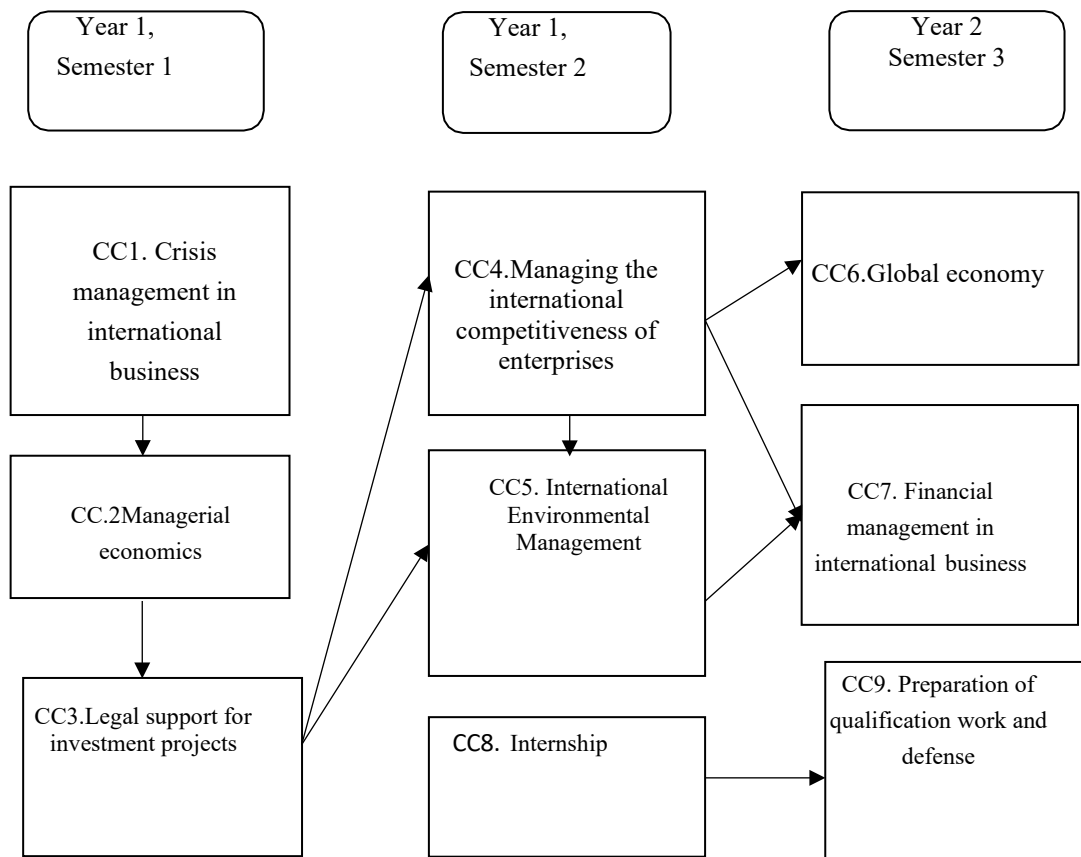 Year 1,
Semester 1
Year 1,
Semester 2
Year 2
Semester 3
CC1. Crisis
management in
international
business
CC4.Managing the
international
competitiveness of
enterprises
CC6.Global economy
CC.2Managerial
economics
CC5. International
Environmental
Management
CC7. Financial
management in
international business
CC3.Legal support for
investment projects
CC8. Internship
CC9. Preparation of
qualification work and
defense